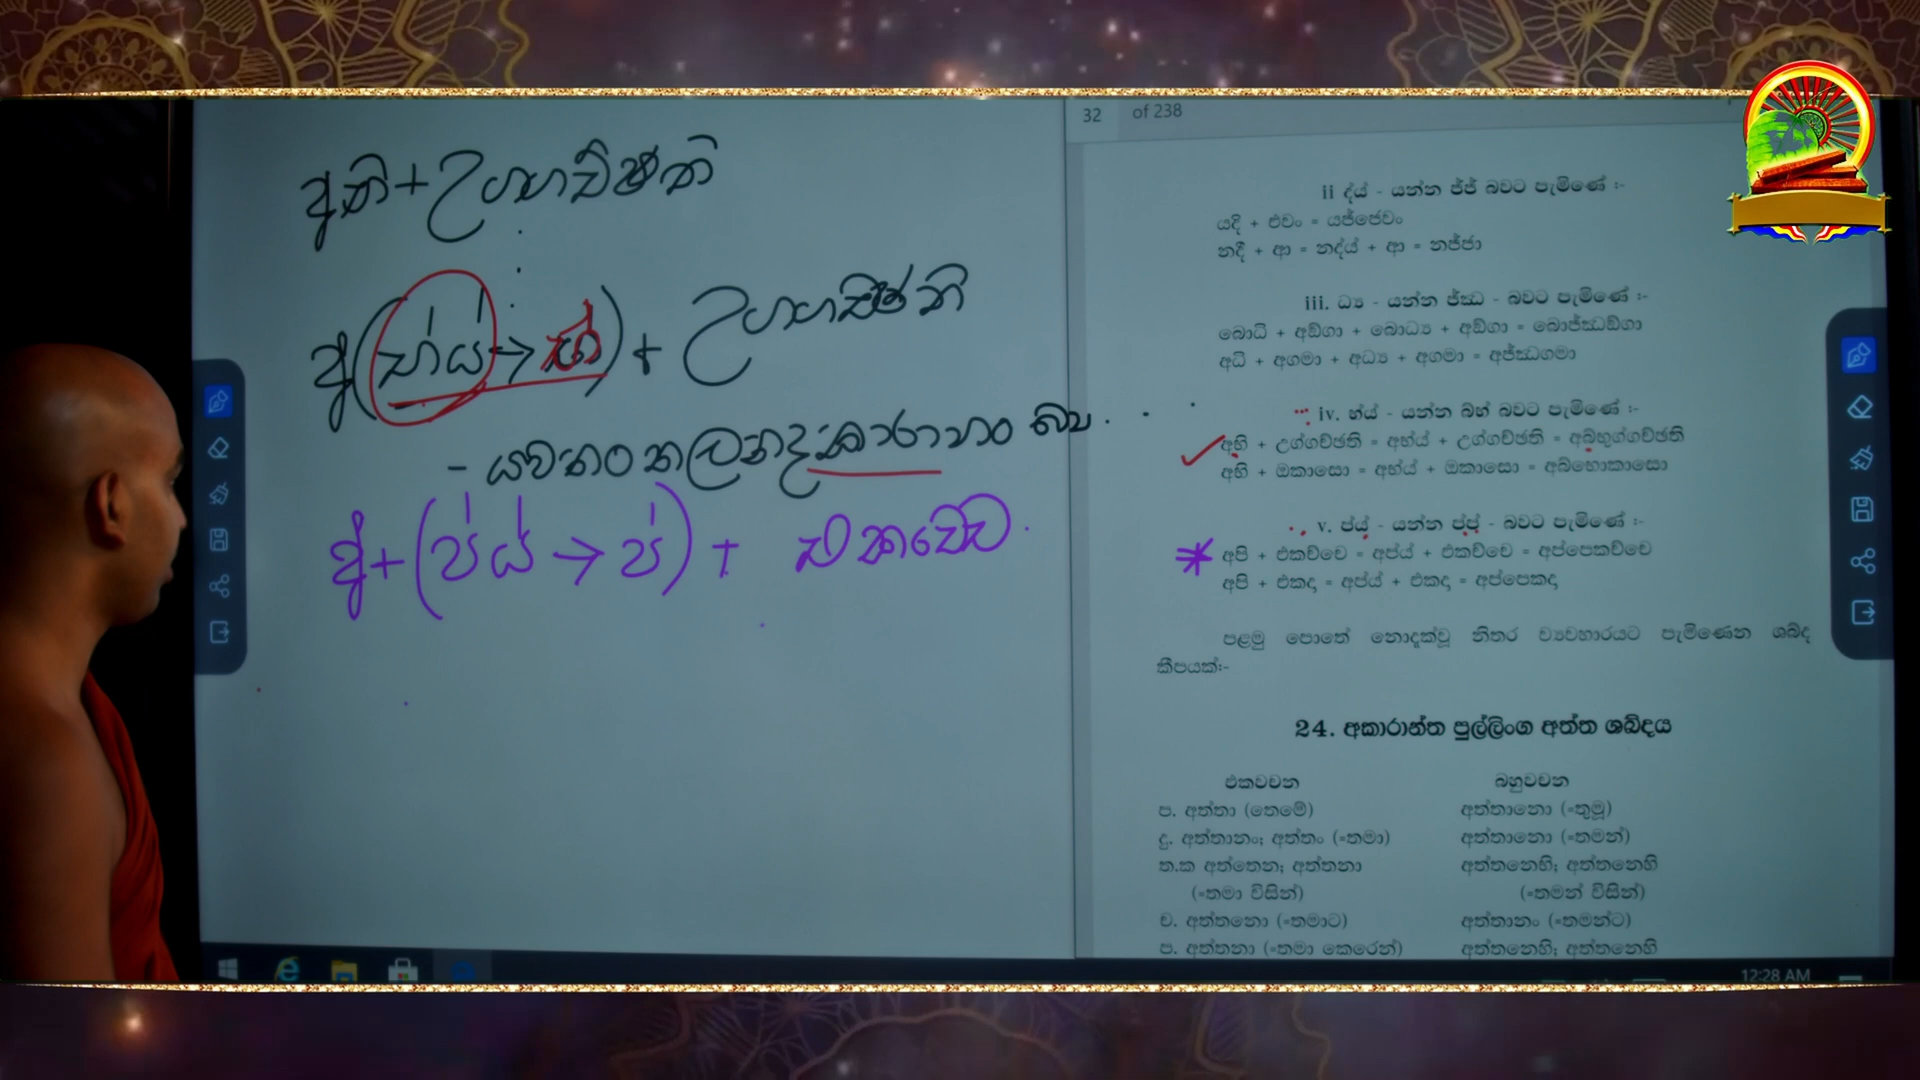 අභි+උග්ගච්ඡති
අ(භ්ය්→භ්)+ උග්ගච්ඡති
- යවතං තලනදකාරානං ව්‍ය...
අ+(ප්ය්→ප්)+ එකච්චෙ.
32 of 238
ii ද්ය් - යන්න ජ්ජ් බවට පැමිණේ :-
යදි + එවං = යජ්ජෙවං
නදී + ආ = නද්ය් + ආ = නජ්ජා
iii. ධ්‍ය - යන්න ජ්ඣ - බවට පැමිණේ :-
බොධි + අඞ්ගා + බොධ්‍ය + අඞ්ගා = බොජ්ඣඞ්ගා
අධි + අගමා + අධ්‍ය + අගමා = අජ්ඣගමා
iv. භ්ය් - යන්න බ්භ් බවට පැමිණේ :-
අභි + උග්ගච්ඡති = අභ්ය් + උග්ගච්ඡති = අබ්භුග්ගච්ඡති
අභි + ඔකාසො = අභ්ය් + ඔකාසො = අබ්භොකාසො
v. ප්ය් - යන්න ප්ප් - බවට පැමිණේ :-
අපි + එකච්චෙ = අප්ය් + එකච්චෙ = අප්පෙකච්චෙ
අපි + එකදා = අප්ය් + එකදා = අප්පෙකදා
පළමු පොතේ නොදැක්වූ නිතර ව්‍යවහාරයට පැමිණෙන ශබ්ද
කීපයක්:-
24. අකාරාන්ත පුල්ලිංග අත්ත ශබ්දය
ඒකවචන බහුවචන
ප. අත්තා (තෙමේ) අත්තානො (=තුමූ)
දු. අත්තානං; අත්තං (=තමා) අත්තානො (=තමන්)
ත.ක අත්තෙන; අත්තනා අත්තනෙභි; අත්තනෙහි
(=තමා විසින්) (=තමන් විසින්)
ච. අත්තනො (=තමාට) අත්තානං (=තමන්ට)
ප. අත්තනා (=තමා කෙරෙන්) අත්තනෙහි; අත්තනෙහි
12:28 AM